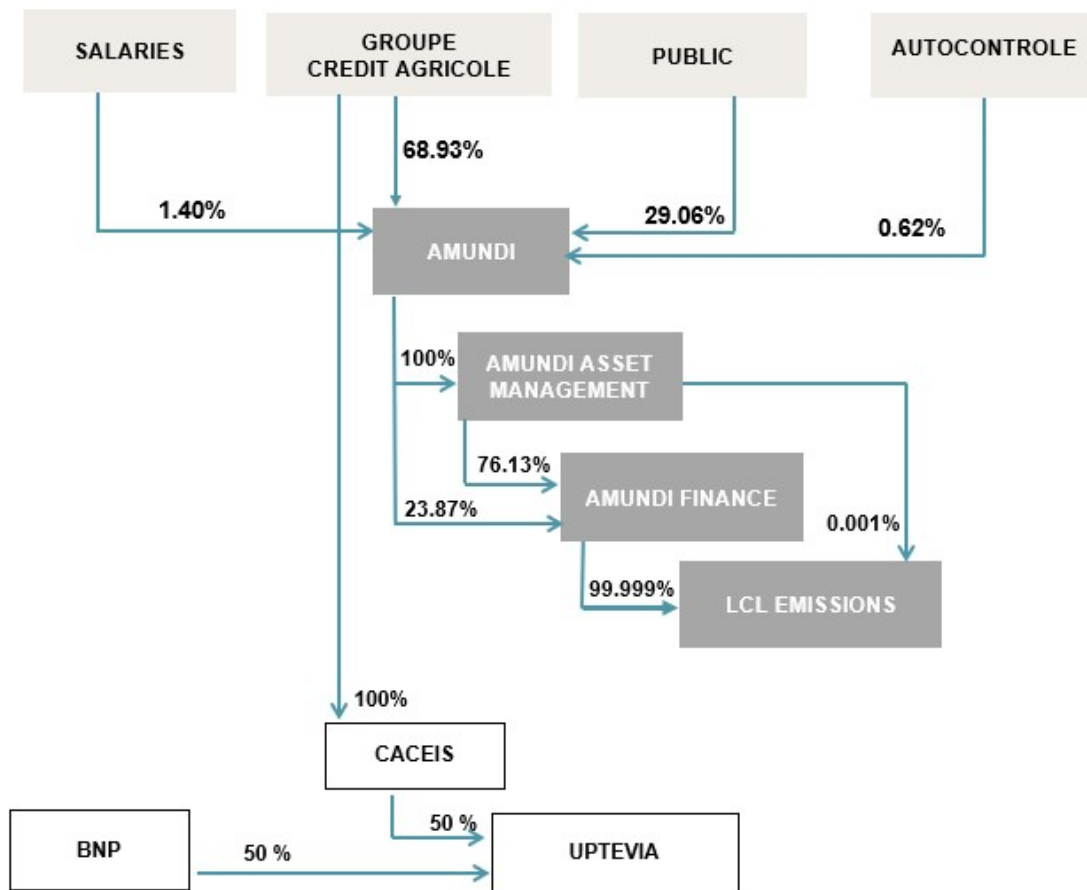 SALARIES
GROUPE
CREDIT AGRICOLE
PUBLIC
AUTOCONTROLE
68.93%
1.40%
29.06%
0.62%
AMUNDI
100%
AMUNDI ASSET
MANAGEMENT
76.13%
23.87%
AMUNDI FINANCE
0.001%
99.999%
LCL EMISSIONS
100%
CACEIS
BNP
50 %
50 %
UPTEVIA